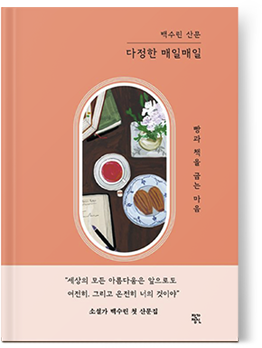 백수린 산문
다정한 매일매일
빵과 책을 굽는 마음
"세상의 모든 아름다움은 앞으로도
여전히, 그리고 온전히 너의 것이야"
소설가 백수린 첫 산문집